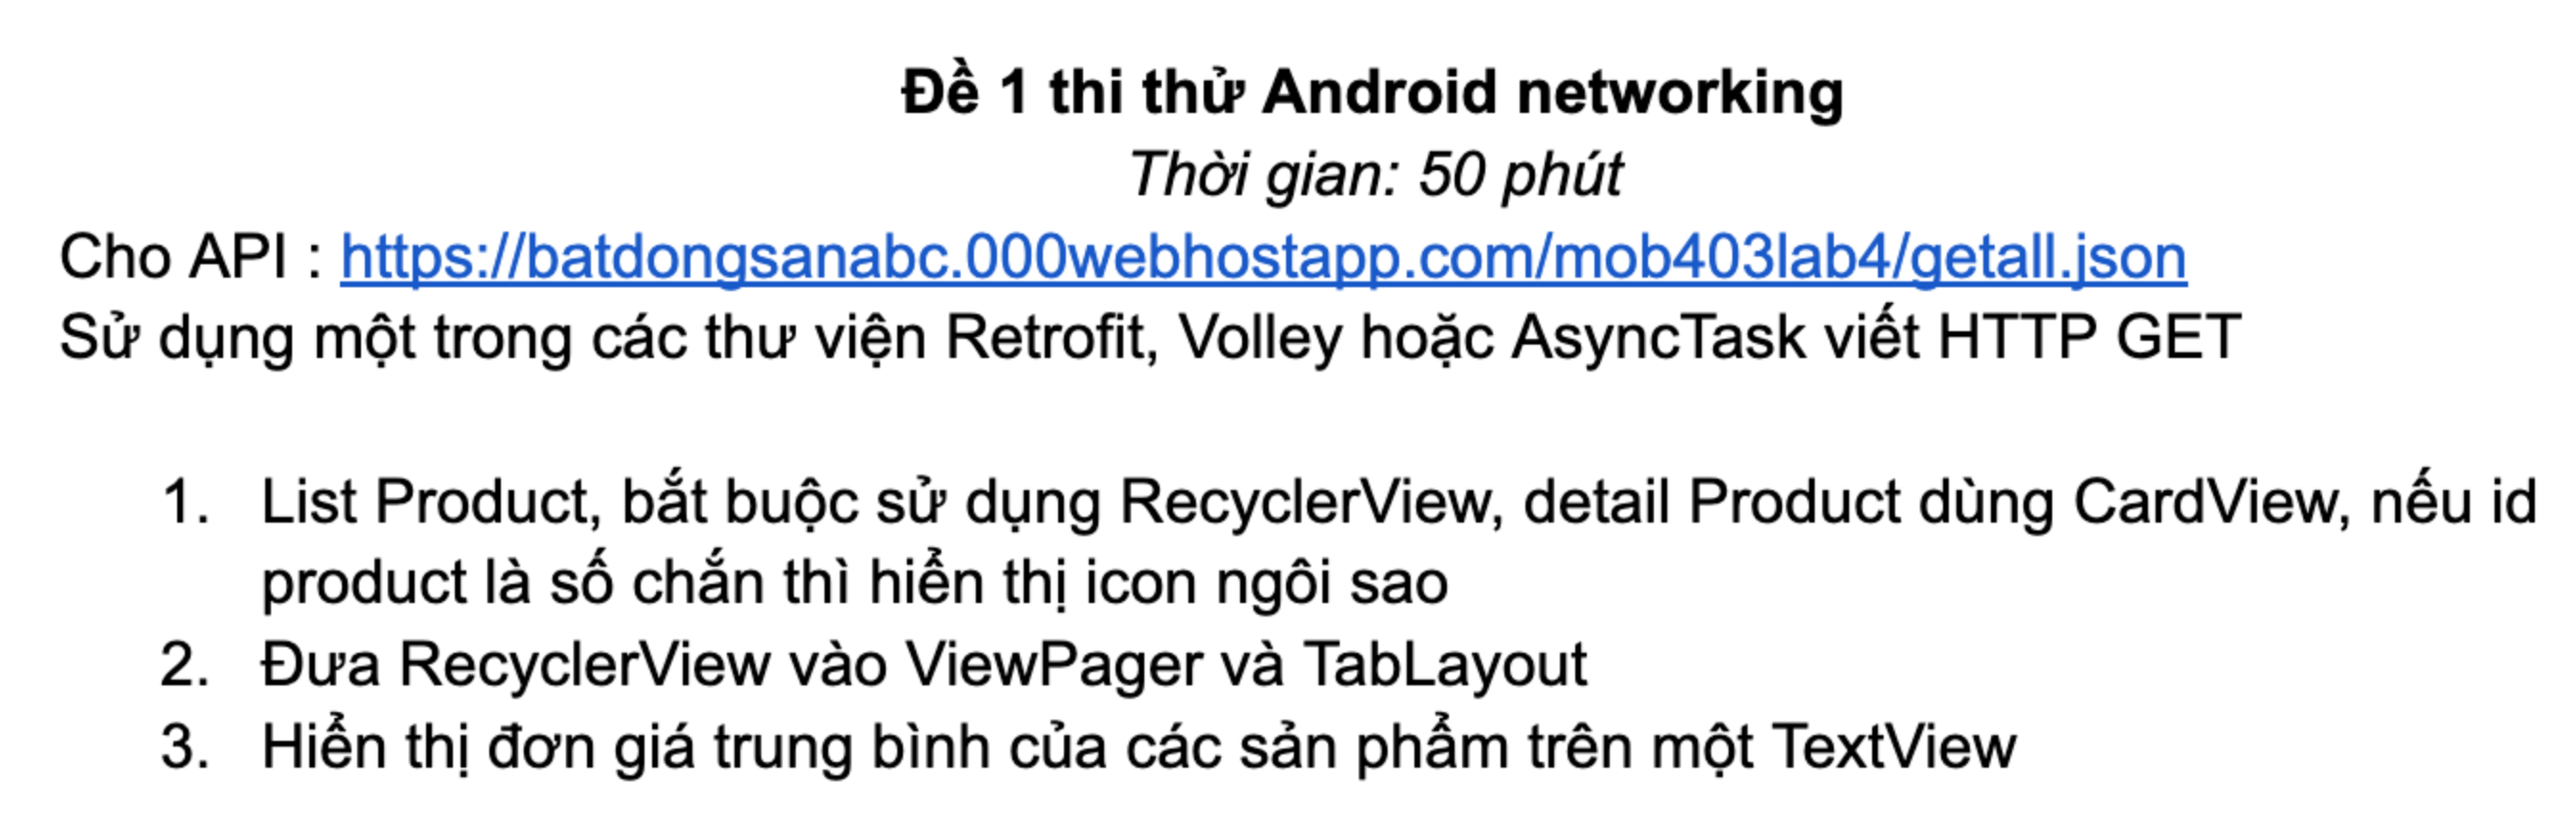 Đề 1 thi thử Android networking
Thời gian: 50 phút
Cho API : https://batdongsanabc.000webhostapp.com/mob403lab4/getall.json
Sử dụng một trong các thư viện Retrofit, Volley hoặc AsyncTask viết HTTP GET
1. List Product, bắt buộc sử dụng RecyclerView, detail Product dùng CardView, nếu id
product là số chắn thì hiển thị icon ngôi sao
2. Đưa RecyclerView vào ViewPager và TabLayout
3. Hiển thị đơn giá trung bình của các sản phẩm trên một TextView